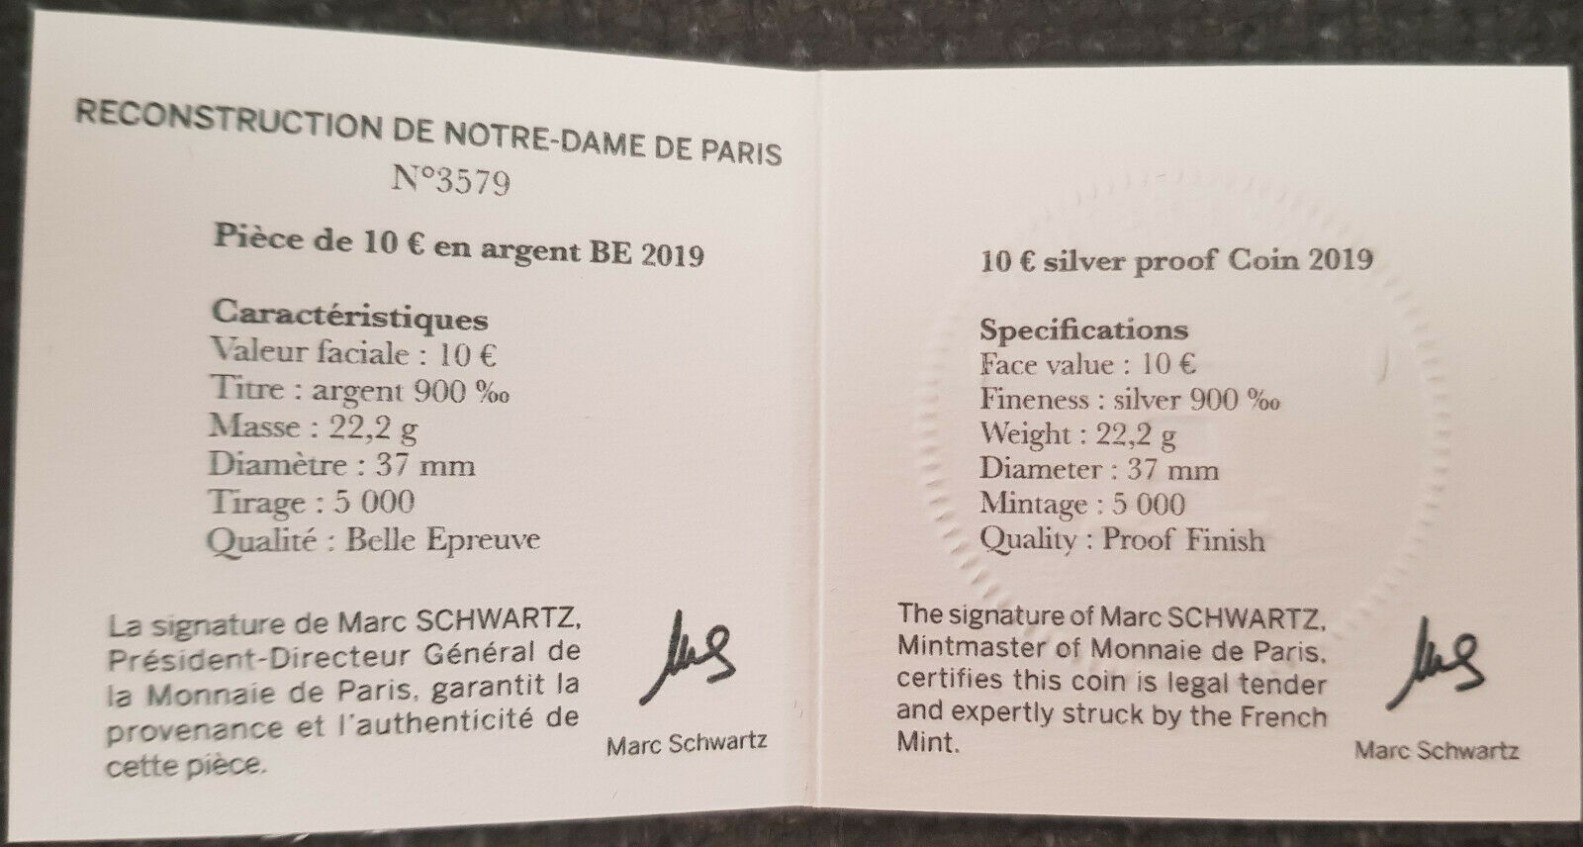 RECONSTRUCTION DE NOTRE-DAME DE PARIS
N°3579
Pièce de 10 € en argent BE 2019
Caractéristiques
Valeur faciale : 10 €
Titre : argent 900 ‰
Masse : 22,2 g
Diamètre : 37 mm
Tirage : 5 000
Qualité : Belle Epreuve
La signature de Marc SCHWARTZ,
Président-Directeur Général de
la Monnaie de Paris, garantit la
provenance et l'authenticité de
cette pièce.
Marc Schwartz
10 € silver proof Coin 2019
Specifications
Face value : 10 €
Fineness : silver 900 ‰
Weight : 22,2 g
Diameter : 37 mm
Mintage : 5 000
Quality : Proof Finish
The signature of Marc SCHWARTZ,
Mintmaster of Monnaie de Paris,
certifies this coin is legal tender
and expertly struck by the French
Mint.
Marc Schwartz